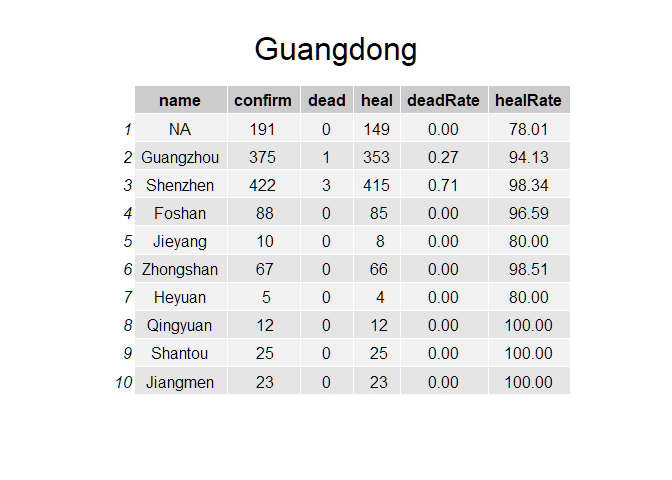 Guangdong
name confirm dead heal deadRate healRate
1 NA 191 0 149 0.00 78.01
2 Guangzhou 375 1 353 0.27 94.13
3 Shenzhen 422 3 415 0.71 98.34
4 Foshan 88 0 85 0.00 96.59
5 Jieyang 10 0 8 0.00 80.00
6 Zhongshan 67 0 66 0.00 98.51
7 Heyuan 5 0 4 0.00 80.00
8 Qingyuan 12 0 12 0.00 100.00
9 Shantou 25 0 25 0.00 100.00
10 Jiangmen 23 0 23 0.00 100.00